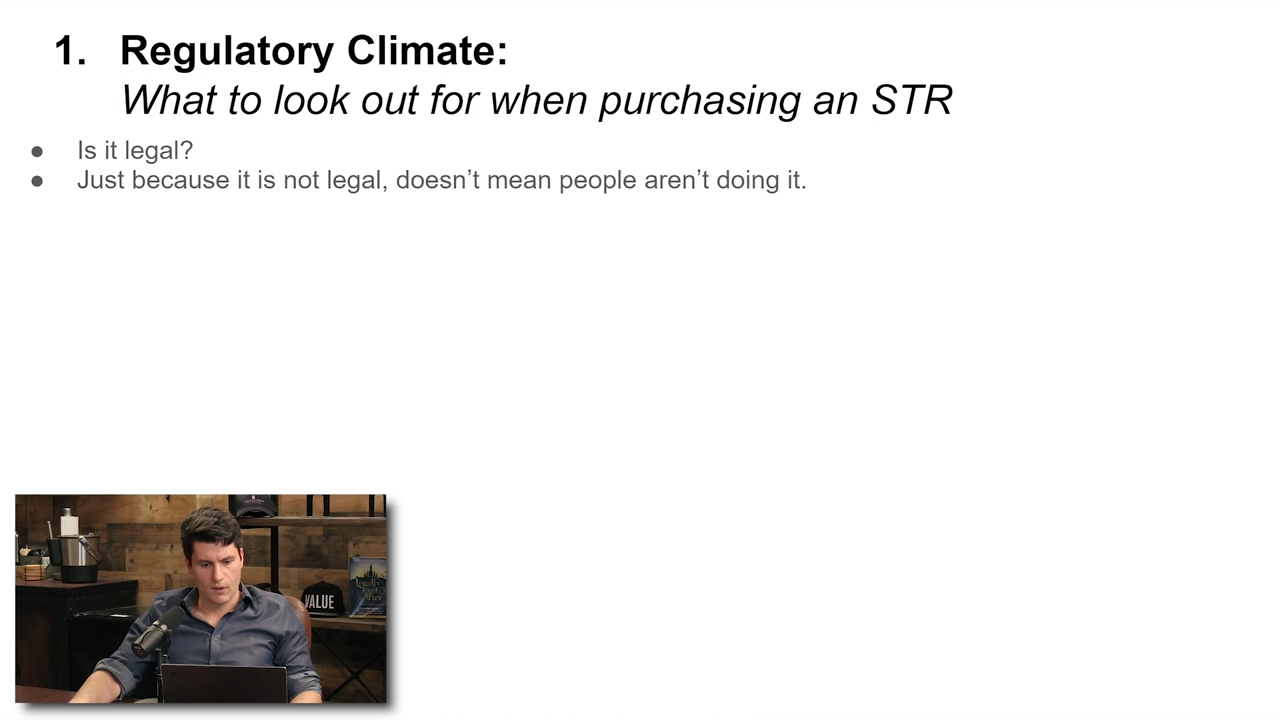 1. Regulatory Climate:
What to look out for when purchasing an STR
● Is it legal?
● Just because it is not legal, doesn’t mean people aren’t doing it.
VALUE